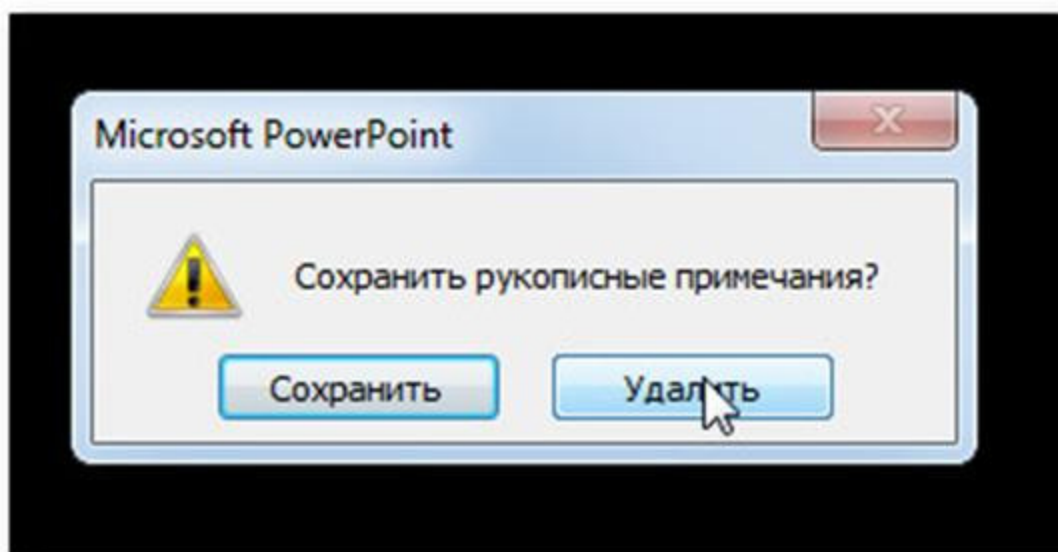 Microsoft PowerPoint
Сохранить рукописные примечания?
Сохранить
Удалить